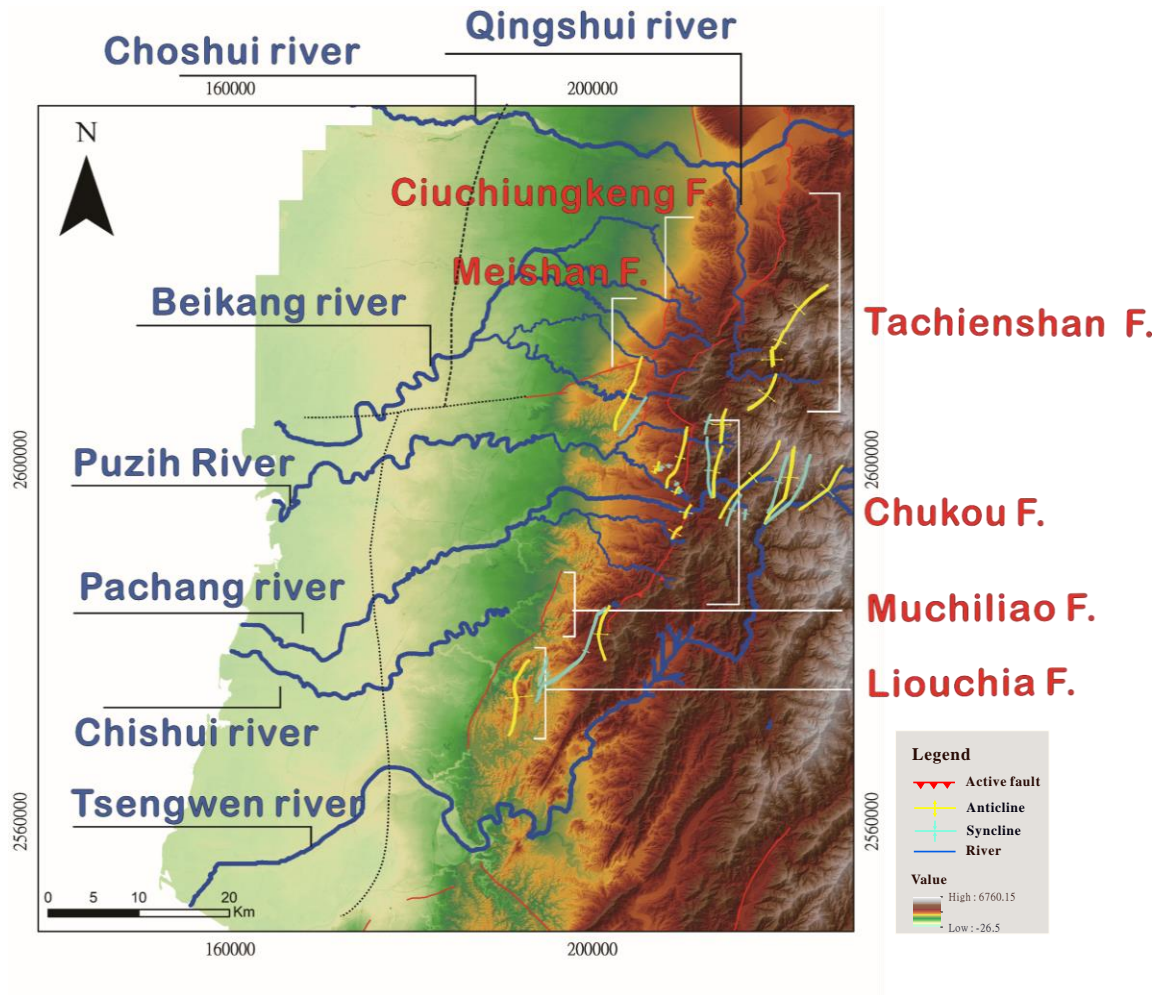 Qingshui river
Choshui river
160000
200000
N
Ciuchiungkeng F
Meishan F.
Beikang river
Tachienshan F.
Puzih River
2600000
2600000
Chukou F.
Pachang river
Muchiliao F.
Liouchia F.
Chishui river
Tsengwen river
2560000
2560000
Legend
Active fault
Anticline
Syncline
River
Value
High : 6760.15
Low : -26.5
0 5 10 20
Km
160000
200000